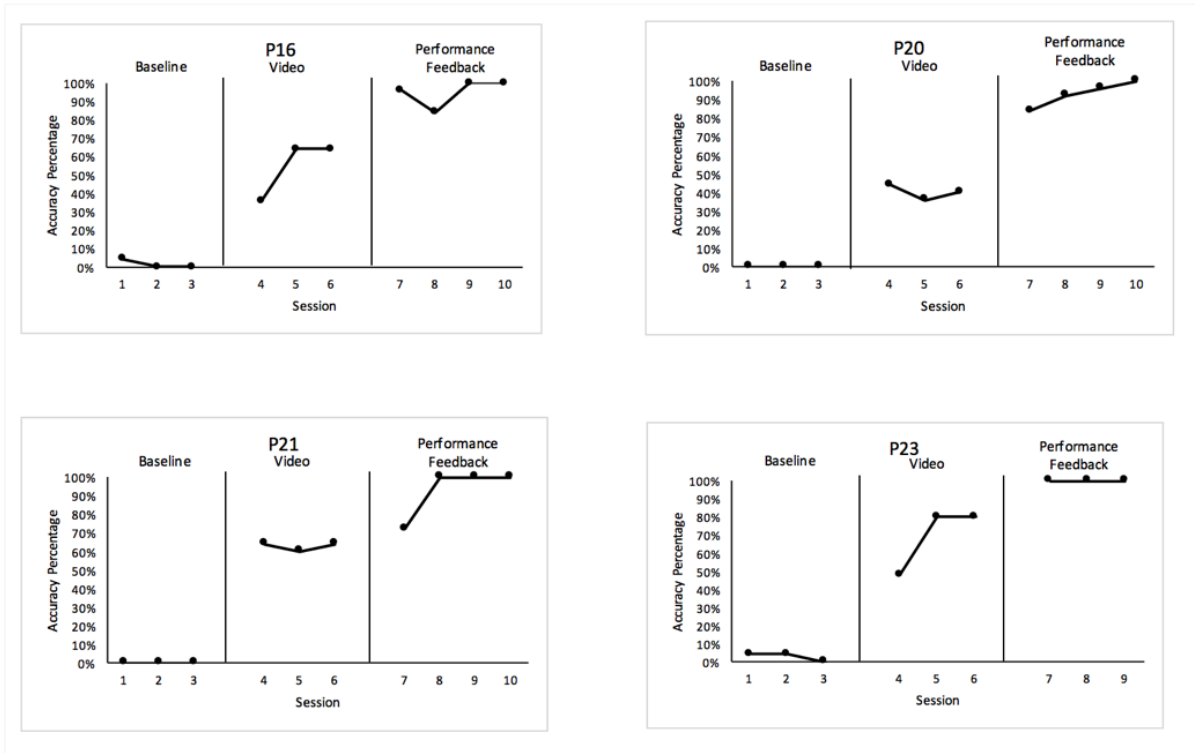 P16
Baseline
Video
Performance
Feedback
Accuracy Percentage
100%
90%
80%
70%
60%
50%
40%
30%
20%
10%
0%
1 2 3 4 5 6 7 8 9 10
Session
P20
Baseline
Video
Performance
Feedback
Accuracy Percentage
100%
90%
80%
70%
60%
50%
40%
30%
20%
10%
0%
1 2 3 4 5 6 7 8 9 10
Session
P21
Baseline
Video
Performance
Feedback
Accuracy Percentage
100%
90%
80%
70%
60%
50%
40%
30%
20%
10%
0%
1 2 3 4 5 6 7 8 9 10
Session
P23
Baseline
Video
Performance
Feedback
Accuracy Percentage
100%
90%
80%
70%
60%
50%
40%
30%
20%
10%
0%
1 2 3 4 5 6 7 8 9
Session